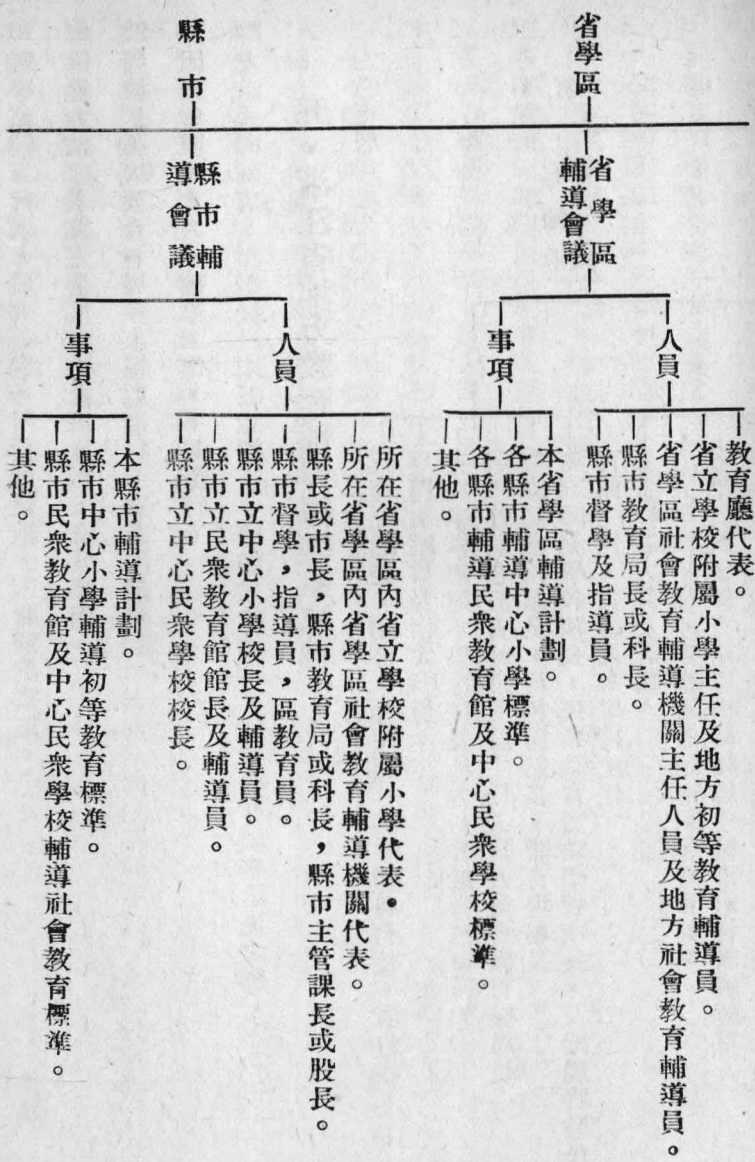 省學區
省學區
輔導會議
人員
教育廳代表。
省立學校附屬小學主任及地方初等教育輔導員。
省學區社會教育輔導機關主任人員及地方社會教育輔導員。
縣市教育局長或科長。
縣市督學及指導員。
事項
本省學區輔導計劃。
各縣市輔導中心小學標準。
各縣市輔導民衆教育館及中心民衆學校標準。
其他。
縣市
縣市輔
導會議
人員
所在省學區內省立學校附屬小學代表。
所在省學區內省學區社會教育輔導機關代表。
縣長或市長，縣市教育局或科長，縣市主管課長或股長。
縣市督學，指導員，區教育員。
縣市立中心小學校長及輔導員。
縣市立民衆教育館館長及輔導員。
縣市立中心民衆學校校長。
事項
本縣市輔導計劃。
縣市中心小學輔導初等教育標準。
縣市民衆教育館及中心民衆學校輔導社會教育標準。
其他。